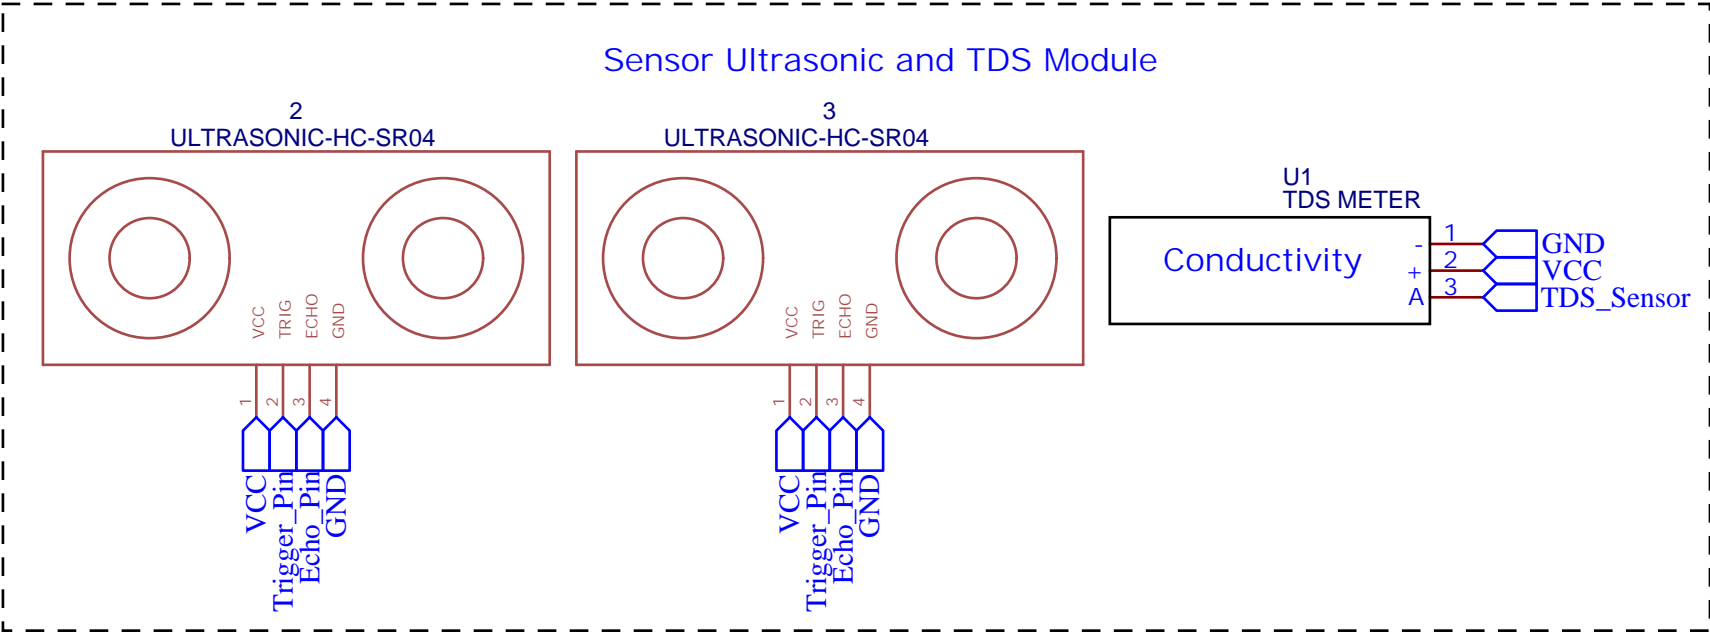 Sensor Ultrasonic and TDS Module
2
ULTRASONIC-HC-SR04
VCC
TRIG
ECHO
GND
1
2
3
4
VCC
Trigger_Pin
Echo_Pin
GND
3
ULTRASONIC-HC-SR04
VCC
TRIG
ECHO
GND
1
2
3
4
VCC
Trigger_Pin
Echo_Pin
GND
U1
TDS METER
Conductivity
- 1 GND
+ 2 VCC
A 3 TDS_Sensor